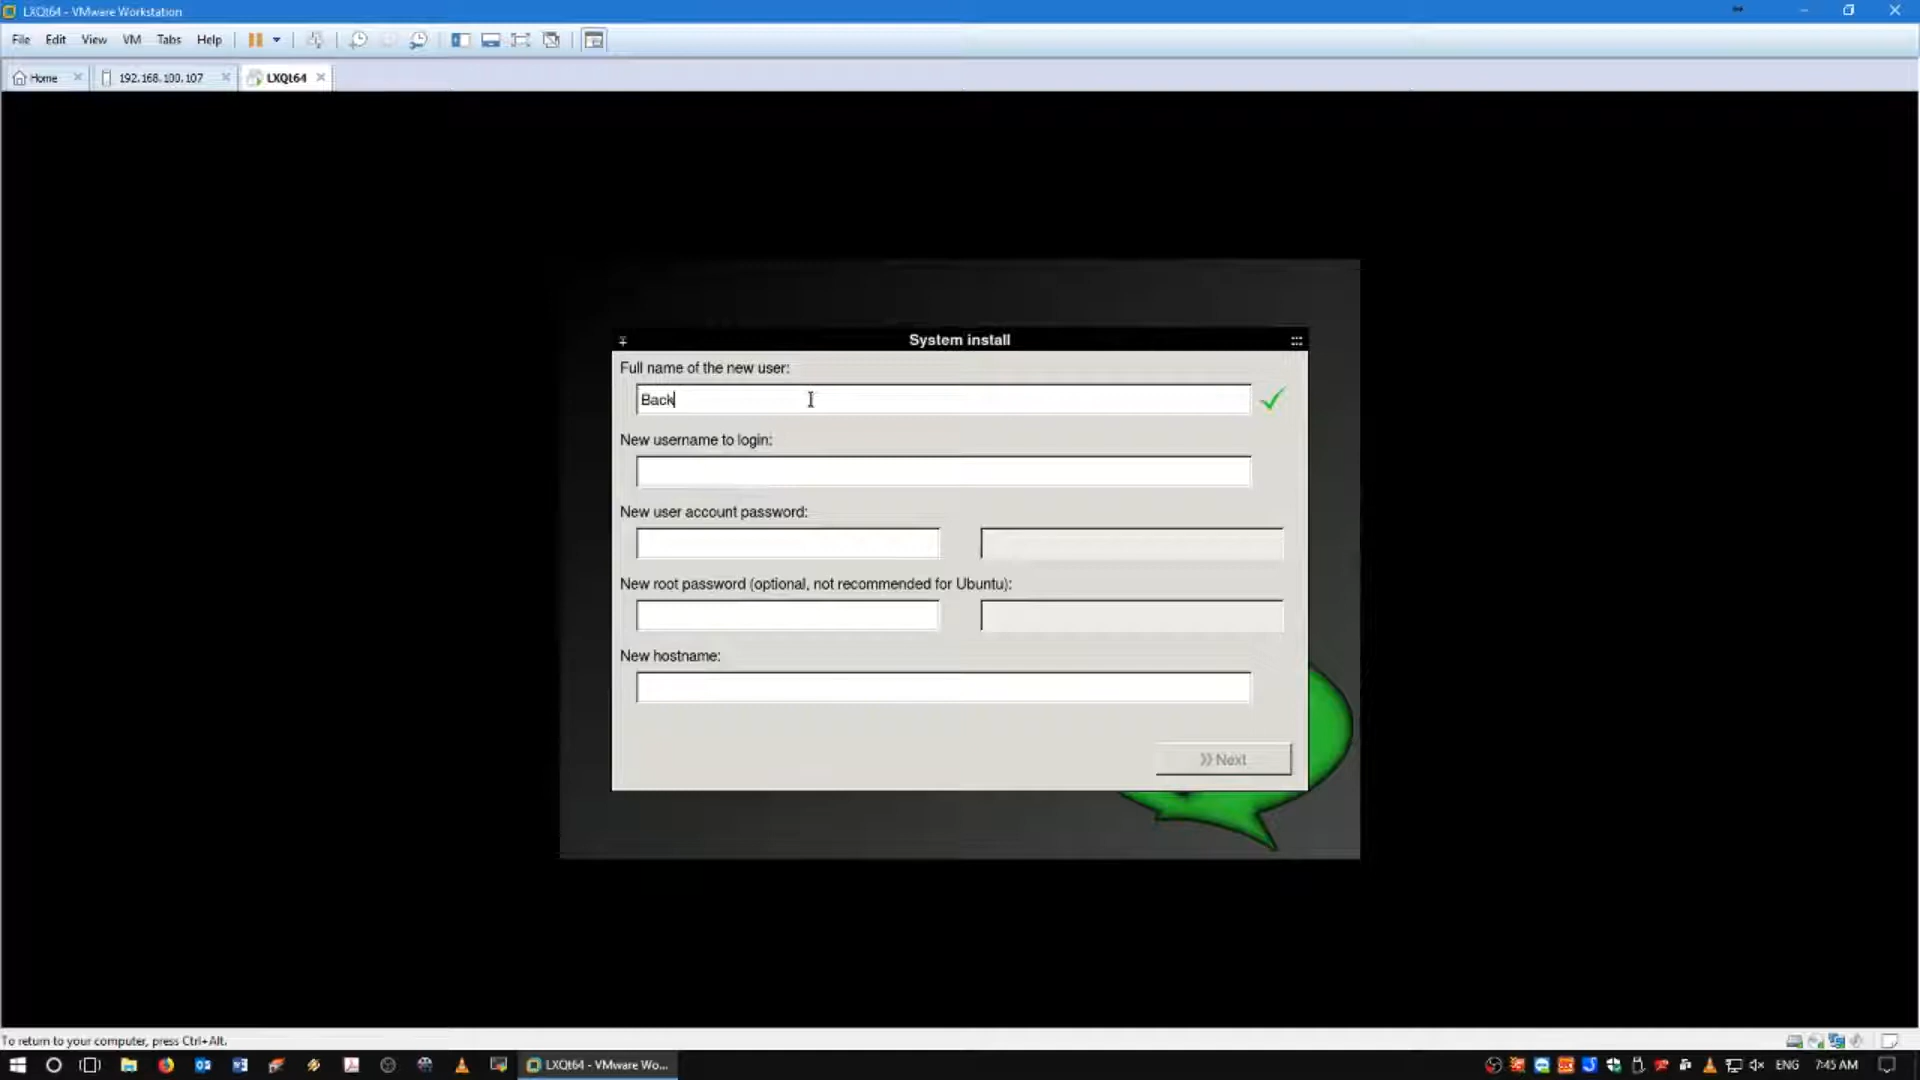 LXQt64 - VMware Workstation
File Edit View VM Tabs Help
Home 192.168.100.107 LXQt64
System install
Full name of the new user:
Back
New username to login:
New user account password:
New root password (optional, not recommended for Ubuntu):
New hostname:
Next
To return to your computer, press Ctrl+Alt.
LXQt64 - VMware Wo... ENG 7:45 AM